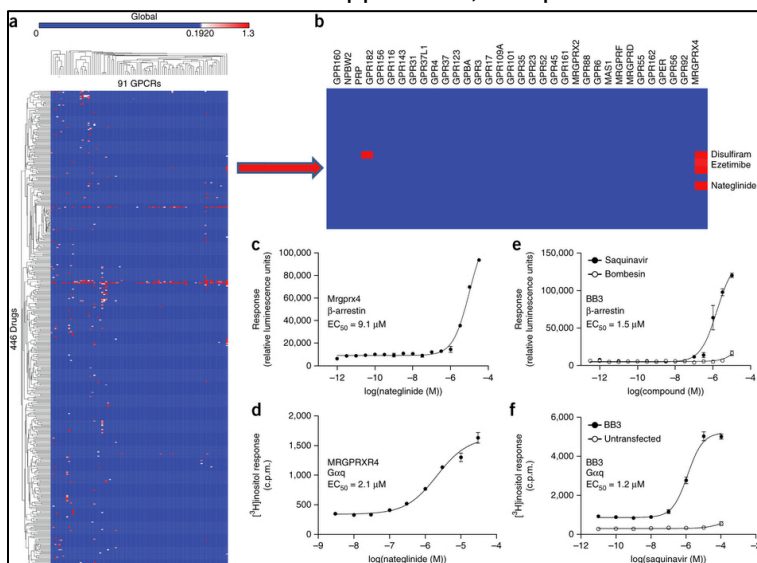 a
Global
0
0.1920
1.3
91 GPCRs
446 Drugs
b
GPR160
NPBW2
PRP
GPR182
GPR156
GPR116
GPR143
GPR31
GPR37L1
GPR4
GPR37
GPR123
GPBA
GPR3
GPR17
GPR109A
GPR101
GPR35
GPR23
GPR52
GPR45
GPR161
MRGPRX2
GPR88
GPR6
MAS1
MRGPRF
MRGPRD
GPR55
GPR162
GPER
GPR56
GPR92
MRGPRX4
Disulfiram
Ezetimibe
Nateglinide
c
Response
(relative luminescence units)
100,000
80,000
60,000
40,000
20,000
0
Mrgprx4
β-arrestin
EC50 = 9.1 μM
−12
−10
−8
−6
−4
log(nateglinide (M))
e
Saquinavir
Bombesin
Response
(relative luminescence units)
150,000
100,000
50,000
0
BB3
β-arrestin
EC50 = 1.5 μM
−12
−11
−10
−9
−8
−7
−6
−5
−4
log(compound (M))
d
[³H]inositol response
(c.p.m.)
2,000
1,500
1,000
500
0
MRGPRXR4
Gαq
EC50 = 2.1 μM
−9
−8
−7
−6
−5
−4
log(nateglinide (M))
f
BB3
Untransfected
[³H]inositol response
(c.p.m.)
6,000
4,000
2,000
0
BB3
Gαq
EC50 = 1.2 μM
−12
−10
−8
−6
−4
log(saquinavir (M))